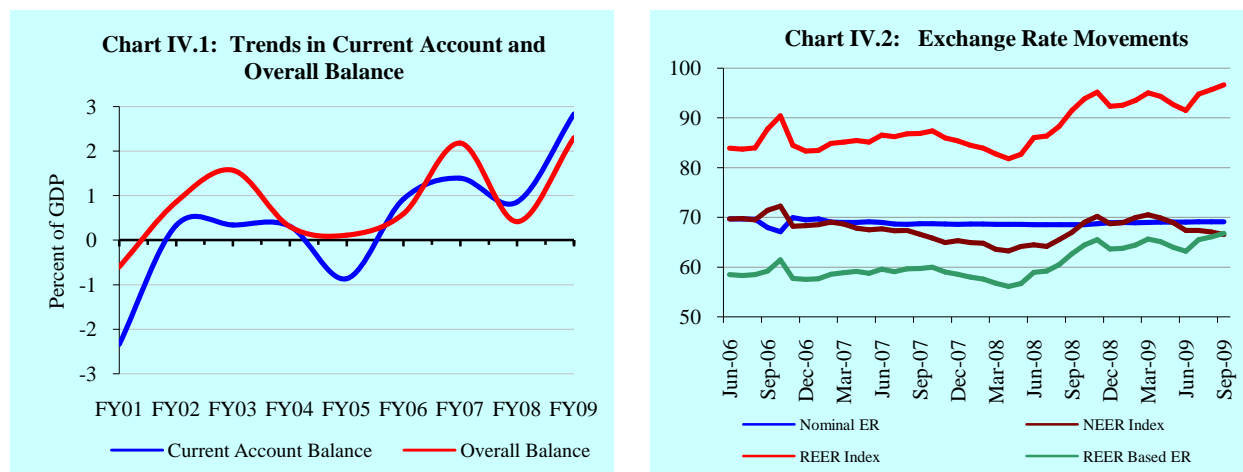 Chart IV.1: Trends in Current Account and
Overall Balance
Percent of GDP
3
2
1
0
-1
-2
-3
FY01 FY02 FY03 FY04 FY05 FY06 FY07 FY08 FY09
Current Account Balance Overall Balance
Chart IV.2: Exchange Rate Movements
100
90
80
70
60
50
Jun-06 Sep-06 Dec-06 Mar-07 Jun-07 Sep-07 Dec-07 Mar-08 Jun-08 Sep-08 Dec-08 Mar-09 Jun-09 Sep-09
Nominal ER NEER Index
REER Index REER Based ER